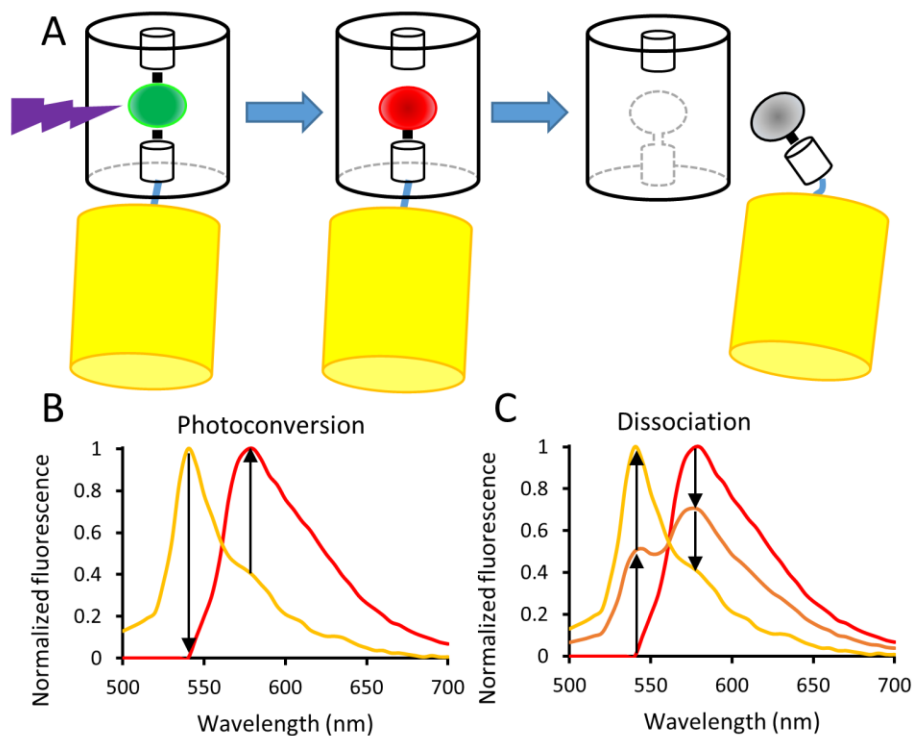 A
B
Photoconversion
Normalized fluorescence
1
0.8
0.6
0.4
0.2
0
500
550
600
650
700
Wavelength (nm)
C
Dissociation
Normalized fluorescence
1
0.8
0.6
0.4
0.2
0
500
550
600
650
700
Wavelength (nm)